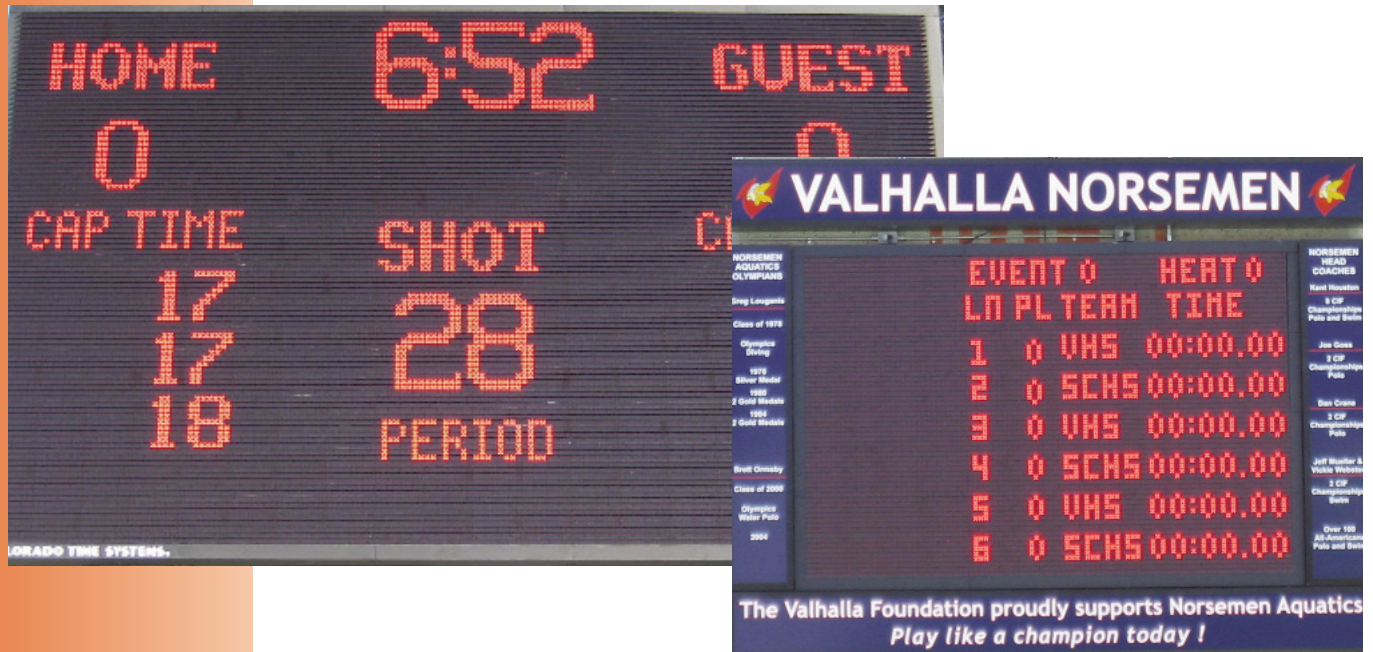 HOME 6:52 GUEST
0 0
CAP TIME
SHOT
17
17 28
18
PERIOD
ORADO TIME SYSTEMS.
VALHALLA NORSEMEN
NORSEMEN
AQUATICS
OLYMPIANS
Greg Louganis
Class of 1978
Olympics
Diving
1976
Silver Medal
2 Gold Medals
1984
2 Gold Medals
Brett Ormsby
Class of 2000
Olympics
Water Polo
2004
EVENT 0 HEAT 0
LN PL TEAM TIME
1 0 VHS 00:00.00
2 0 SCHS 00:00.00
3 0 VHS 00:00.00
4 0 SCHS 00:00.00
5 0 VHS 00:00.00
6 0 SCHS 00:00.00
NORSEMEN
HEAD
COACHES
Kent Houston
CIF
Championships
Polo and Swim
Joe Goss
2 CIF
Championships
Polo
Dan Crane
CIF
Championships
Polo
Jeff Mueller &
Vickie Webster
CIF
Championship
Swim
Over 100
All-American
Polo and Swim
The Valhalla Foundation proudly supports Norsemen Aquatics
Play like a champion today !